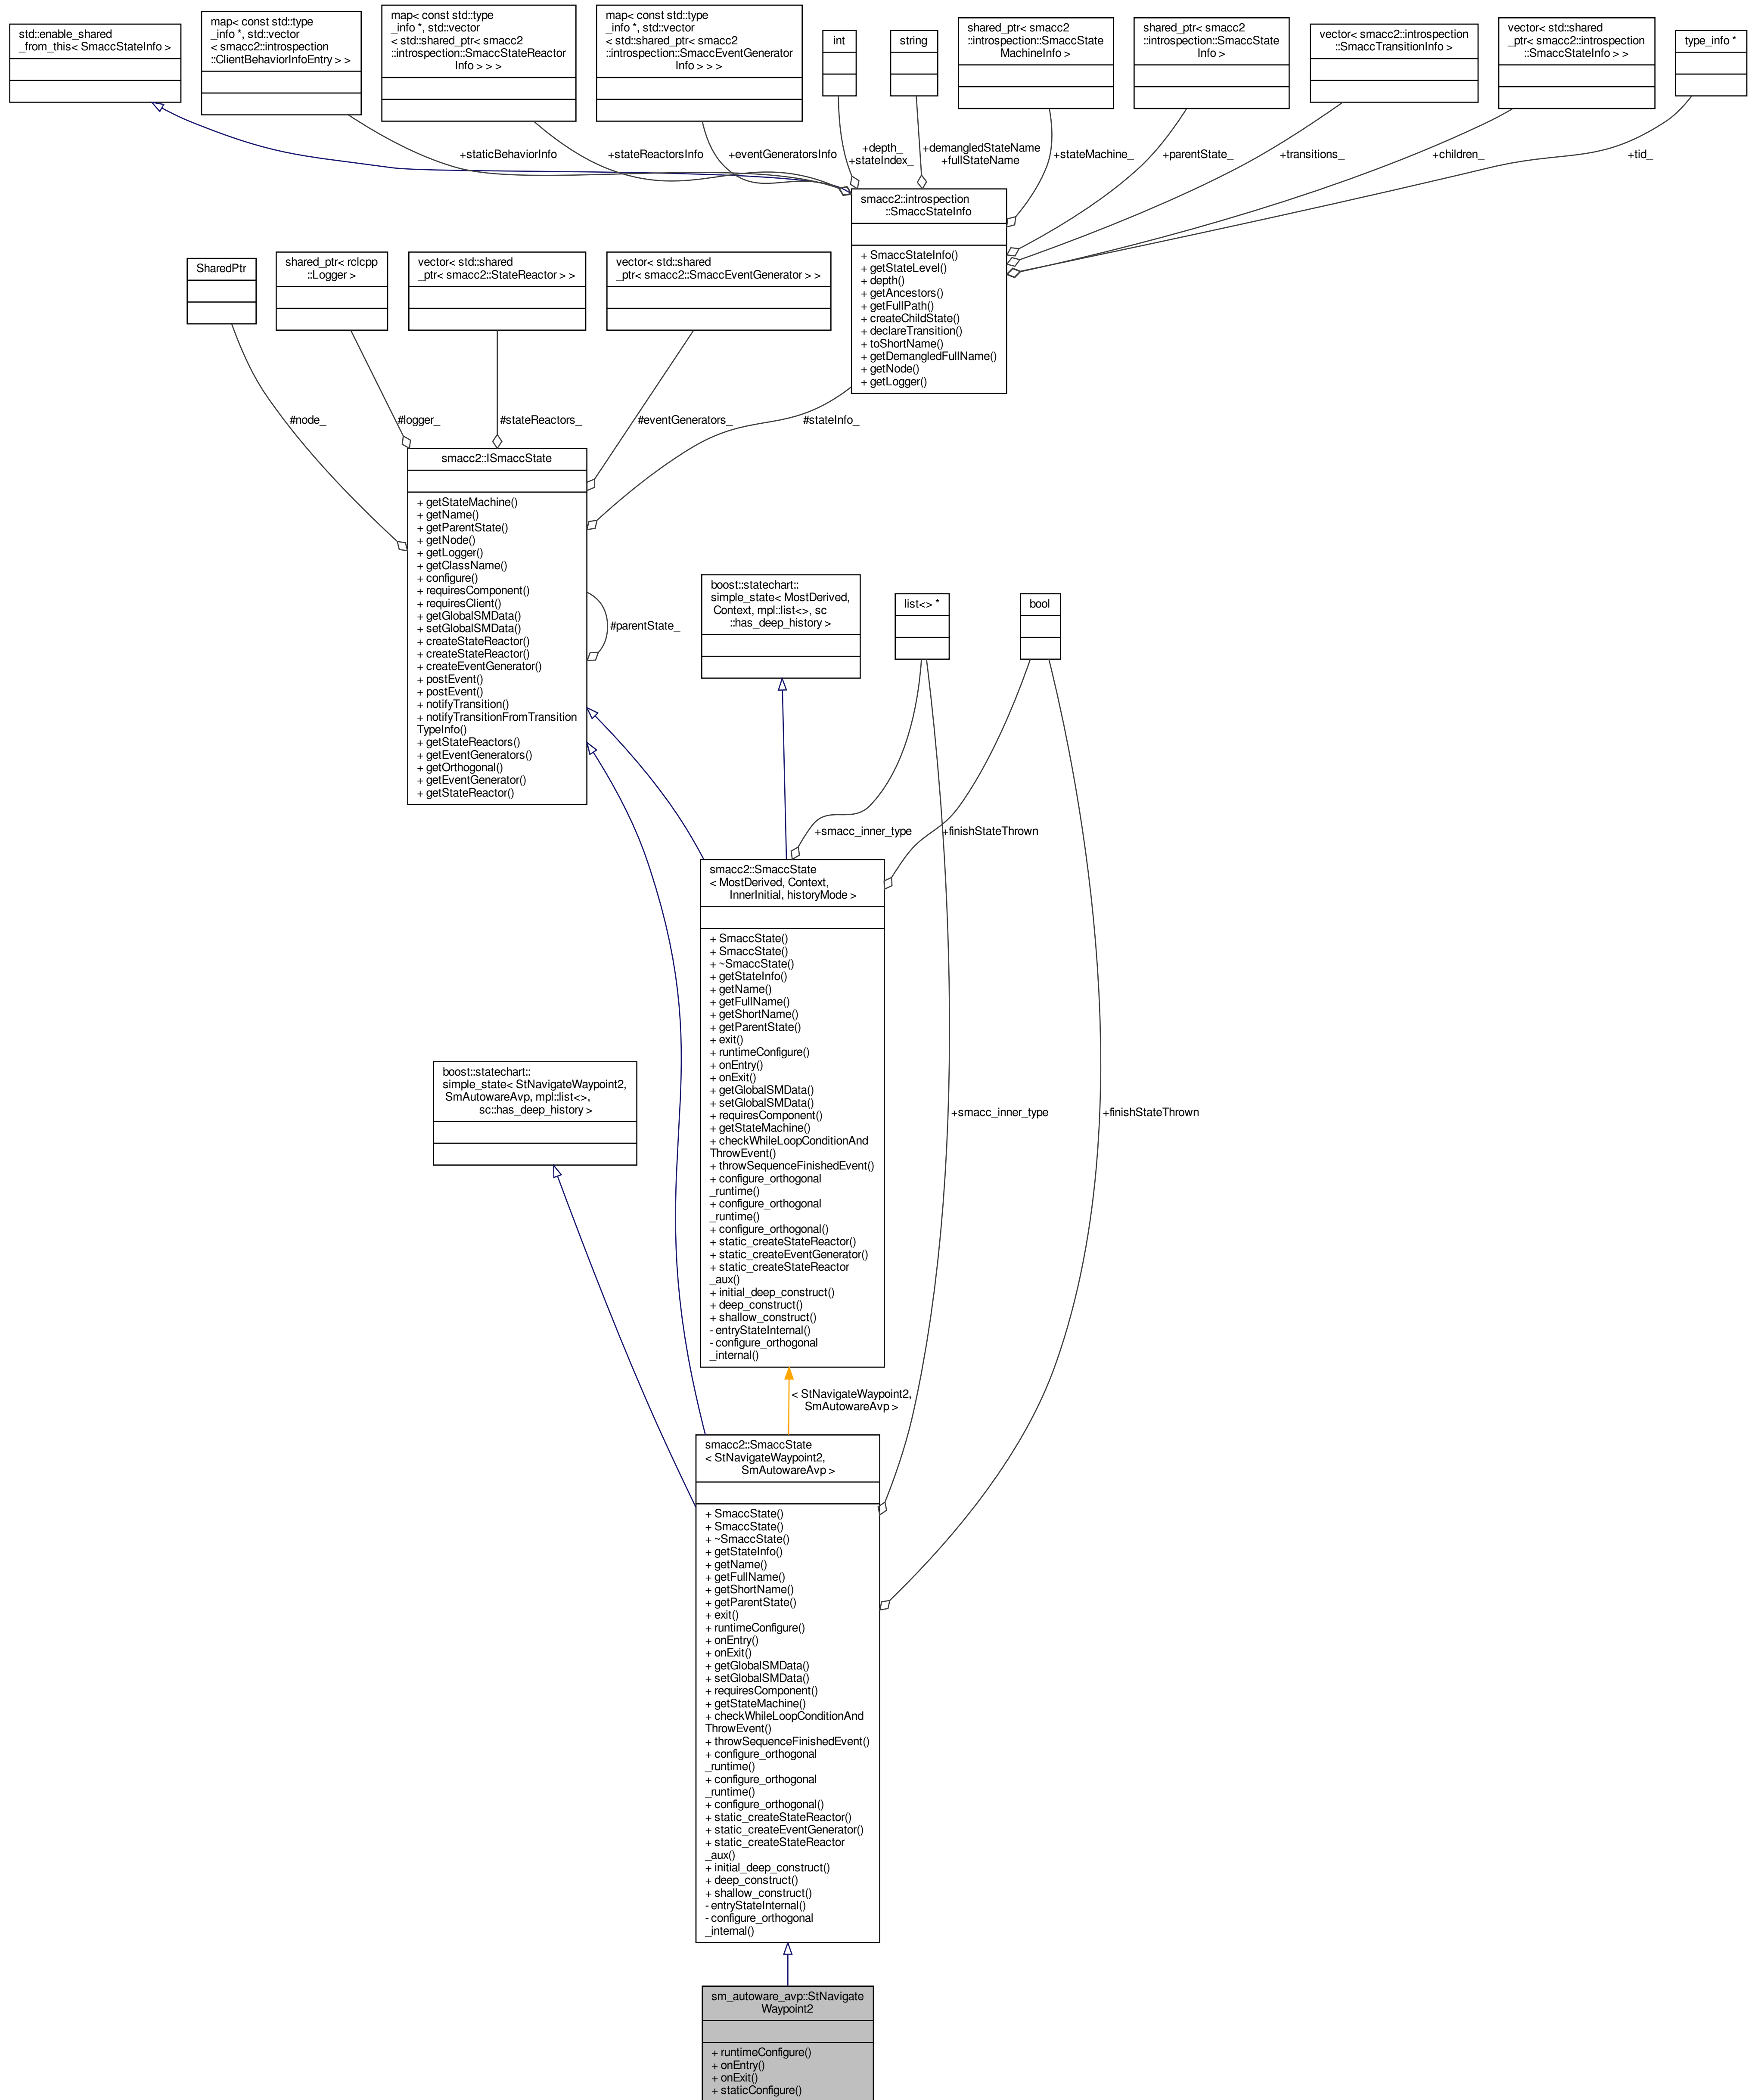 std::enable_shared
_from_this< SmaccStateInfo >
map< const std::type
_info *, std::vector
< smacc2::introspection
::ClientBehaviorInfoEntry > >
map< const std::type
_info *, std::vector
< std::shared_ptr< smacc2
::introspection::SmaccStateReactor
Info > > >
map< const std::type
_info *, std::vector
< std::shared_ptr< smacc2
::introspection::SmaccEventGenerator
Info > > >
int
string
shared_ptr< smacc2
::introspection::SmaccState
MachineInfo >
shared_ptr< smacc2
::introspection::SmaccState
Info >
vector< smacc2::introspection
::SmaccTransitionInfo >
vector< std::shared
_ptr< smacc2::introspection
::SmaccStateInfo > >
type_info *
+staticBehaviorInfo
+stateReactorsInfo
+eventGeneratorsInfo
+depth_
+stateIndex_
+demangledStateName
+fullStateName
+stateMachine_
+parentState_
+transitions_
+children_
+tid_
smacc2::introspection
::SmaccStateInfo
+ SmaccStateInfo()
+ getStateLevel()
+ depth()
+ getAncestors()
+ getFullPath()
+ createChildState()
+ declareTransition()
+ toShortName()
+ getDemangledFullName()
+ getNode()
+ getLogger()
SharedPtr
shared_ptr< rclcpp
::Logger >
vector< std::shared
_ptr< smacc2::StateReactor > >
vector< std::shared
_ptr< smacc2::SmaccEventGenerator > >
#node_
#logger_
#stateReactors_
#eventGenerators_
#stateInfo_
smacc2::ISmaccState
+ getStateMachine()
+ getName()
+ getParentState()
+ getNode()
+ getLogger()
+ getClassName()
+ configure()
+ requiresComponent()
+ requiresClient()
+ getGlobalSMData()
+ setGlobalSMData()
+ createStateReactor()
+ createStateReactor()
+ createEventGenerator()
+ postEvent()
+ postEvent()
+ notifyTransition()
+ notifyTransitionFromTransition
TypeInfo()
+ getStateReactors()
+ getEventGenerators()
+ getOrthogonal()
+ getEventGenerator()
+ getStateReactor()
#parentState_
boost::statechart::
simple_state< MostDerived,
Context, mpl::list<>, sc
::has_deep_history >
list<> *
bool
+smacc_inner_type
+finishStateThrown
smacc2::SmaccState
< MostDerived, Context,
InnerInitial, historyMode >
+ SmaccState()
+ SmaccState()
+ ~SmaccState()
+ getStateInfo()
+ getName()
+ getFullName()
+ getShortName()
+ getParentState()
+ exit()
+ runtimeConfigure()
+ onEntry()
+ onExit()
+ getGlobalSMData()
+ setGlobalSMData()
+ requiresComponent()
+ getStateMachine()
+ checkWhileLoopConditionAnd
ThrowEvent()
+ throwSequenceFinishedEvent()
+ configure_orthogonal
_runtime()
+ configure_orthogonal
_runtime()
+ configure_orthogonal()
+ static_createStateReactor()
+ static_createEventGenerator()
+ static_createStateReactor
_aux()
+ initial_deep_construct()
+ deep_construct()
+ shallow_construct()
- entryStateInternal()
- configure_orthogonal
_internal()
boost::statechart::
simple_state< StNavigateWaypoint2,
SmAutowareAvp, mpl::list<>,
sc::has_deep_history >
+smacc_inner_type
+finishStateThrown
< StNavigateWaypoint2,
SmAutowareAvp >
smacc2::SmaccState
< StNavigateWaypoint2,
SmAutowareAvp >
+ SmaccState()
+ SmaccState()
+ ~SmaccState()
+ getStateInfo()
+ getName()
+ getFullName()
+ getShortName()
+ getParentState()
+ exit()
+ runtimeConfigure()
+ onEntry()
+ onExit()
+ getGlobalSMData()
+ setGlobalSMData()
+ requiresComponent()
+ getStateMachine()
+ checkWhileLoopConditionAnd
ThrowEvent()
+ throwSequenceFinishedEvent()
+ configure_orthogonal
_runtime()
+ configure_orthogonal
_runtime()
+ configure_orthogonal()
+ static_createStateReactor()
+ static_createEventGenerator()
+ static_createStateReactor
_aux()
+ initial_deep_construct()
+ deep_construct()
+ shallow_construct()
- entryStateInternal()
- configure_orthogonal
_internal()
sm_autoware_avp::StNavigate
Waypoint2
+ runtimeConfigure()
+ onEntry()
+ onExit()
+ staticConfigure()